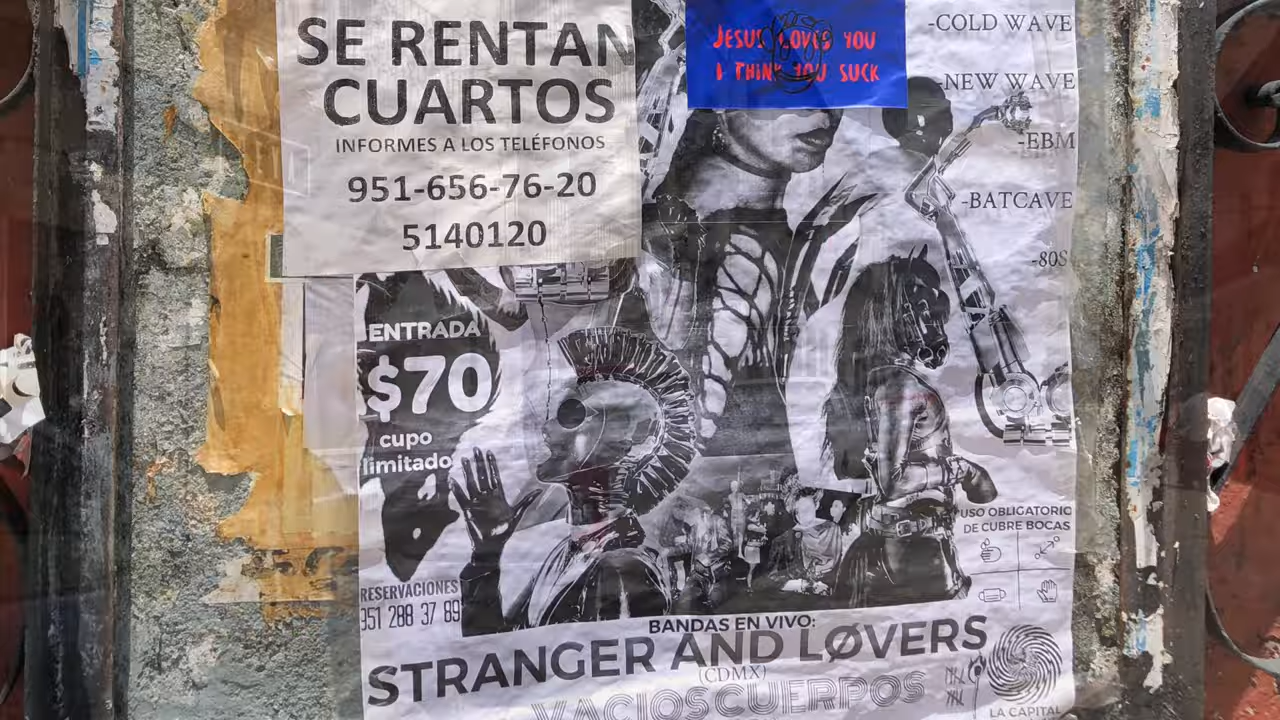 SE RENTAN
CUARTOS
INFORMES A LOS TELÉFONOS
951-656-76-20
5140120
JESUS LOVES YOU
I THINK YOU SUCK
-COLD WAVE
-NEW WAVE
-EBM
-BATCAVE
-80S
ENTRADA
$70
cupo
limitado
USO OBLIGATORIO
DE CUBRE BOCAS
RESERVACIONES
951 288 37 89
BANDAS EN VIVO:
STRANGER AND LØVERS
(CDMX)
VACIOSCUERPOS
LA CAPITAL